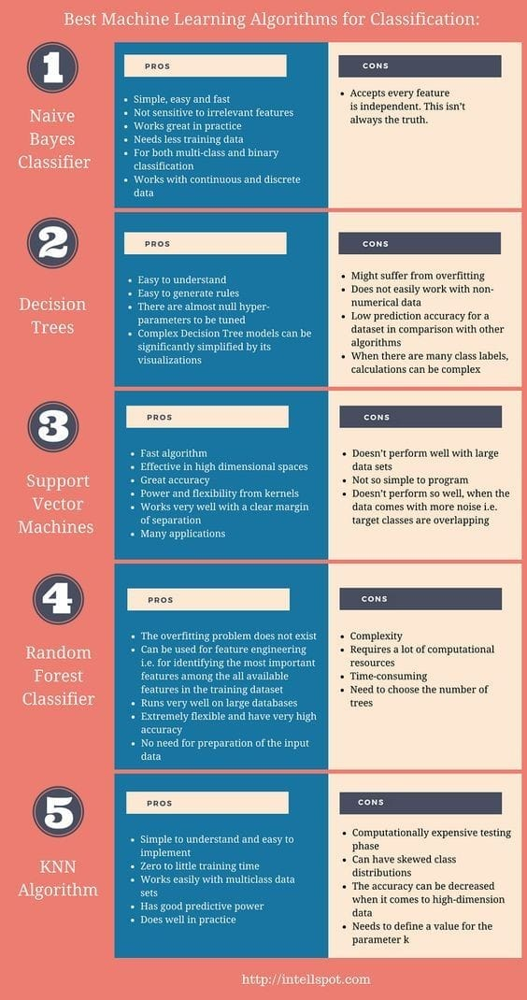 Best Machine Learning Algorithms for Classification:
1
Naive
Bayes
Classifier
PROS
• Simple, easy and fast
• Not sensitive to irrelevant features
• Works great in practice
• Needs less training data
• For both multi-class and binary
classification
• Works with continuous and discrete
data
CONS
• Accepts every feature
is independent. This isn't
always the truth.
2
Decision
Trees
PROS
• Easy to understand
• Easy to generate rules
• There are almost null hyper-
parameters to be tuned
• Complex Decision Tree models can be
significantly simplified by its
visualizations
CONS
• Might suffer from overfitting
• Does not easily work with non-
numerical data
• Low prediction accuracy for a
dataset in comparison with other
algorithms
• When there are many class labels,
calculations can be complex
3
Support
Vector
Machines
PROS
• Fast algorithm
• Effective in high dimensional spaces
• Great accuracy
• Power and flexibility from kernels
• Works very well with a clear margin
of separation
• Many applications
CONS
• Doesn't perform well with large
data sets
• Not so simple to program
• Doesn't perform so well, when the
data comes with more noise i.e.
target classes are overlapping
4
Random
Forest
Classifier
PROS
• The overfitting problem does not exist
• Can be used for feature engineering
i.e. for identifying the most important
features among the all available
features in the training dataset
• Runs very well on large databases
• Extremely flexible and have very high
accuracy
• No need for preparation of the input
data
CONS
• Complexity
• Requires a lot of computational
resources
• Time-consuming
• Need to choose the number of
trees
5
KNN
Algorithm
PROS
• Simple to understand and easy to
implement
• Zero to little training time
• Works easily with multiclass data
sets
• Has good predictive power
• Does well in practice
CONS
• Computationally expensive testing
phase
• Can have skewed class
distributions
• The accuracy can be decreased
when it comes to high-dimension
data
• Needs to define a value for the
parameter k
http://intellspot.com